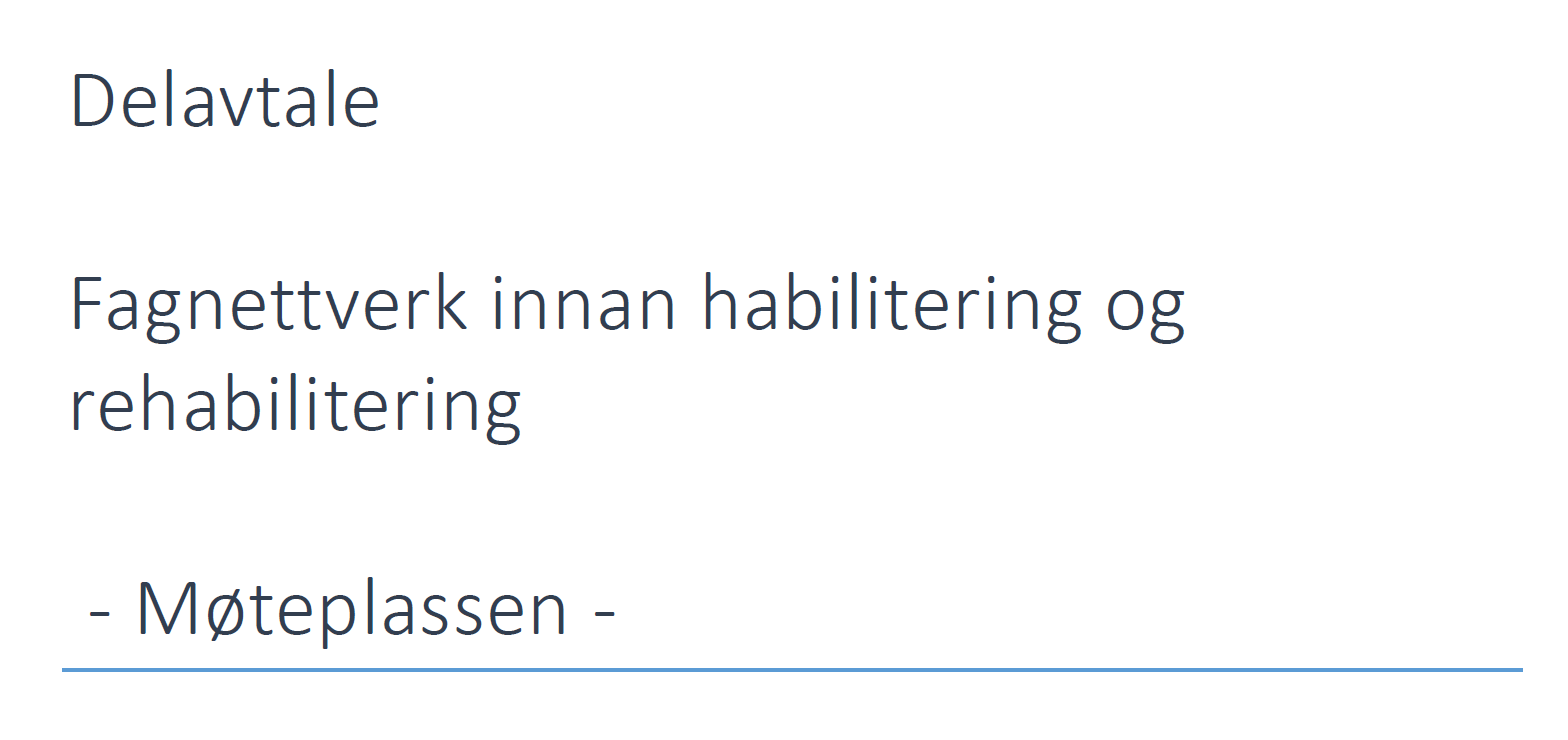 Delavtale
Fagnettverk innan habilitering og
rehabilitering
- Møteplassen -